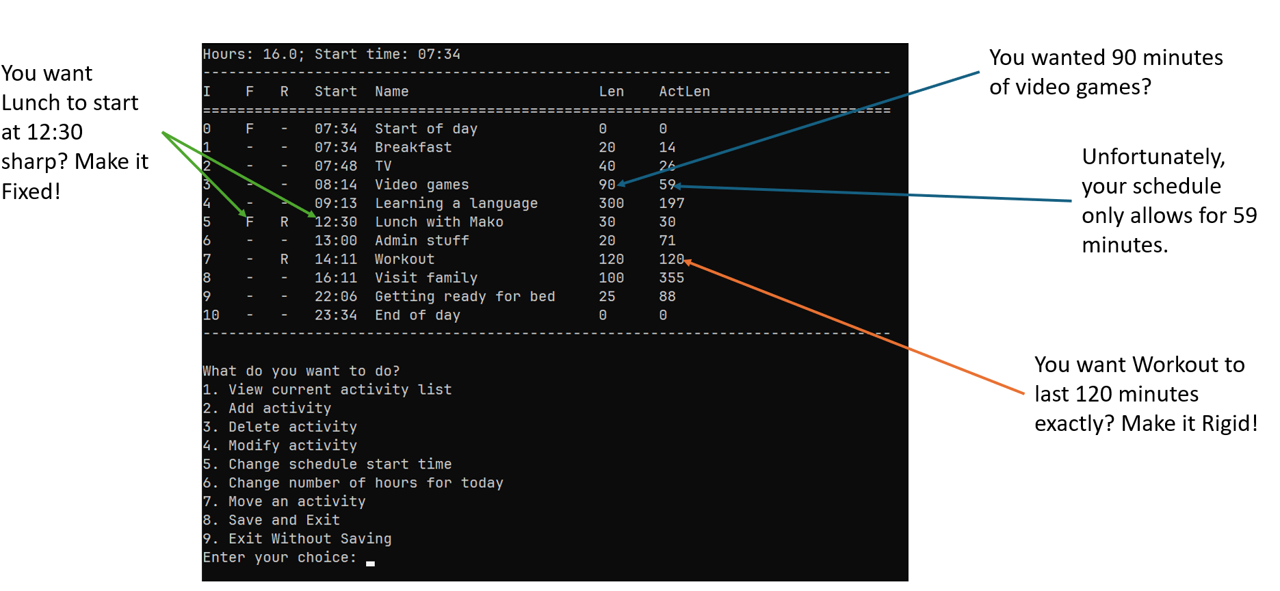 You want
Lunch to start
at 12:30
sharp? Make it
Fixed!
Hours: 16.0; Start time: 07:34
--------------------------------------------------------------------------------
I F R Start Name Len ActLen
================================================================================
0 F - 07:34 Start of day 0 0
1 - - 07:34 Breakfast 20 14
2 - - 07:48 TV 40 26
3 - - 08:14 Video games 90 59
4 - - 09:13 Learning a language 300 197
5 F R 12:30 Lunch with Mako 30 30
6 - - 13:00 Admin stuff 20 71
7 - R 14:11 Workout 120 120
8 - - 16:11 Visit family 100 355
9 - - 22:06 Getting ready for bed 25 88
10 - - 23:34 End of day 0 0
--------------------------------------------------------------------------------
What do you want to do?
1. View current activity list
2. Add activity
3. Delete activity
4. Modify activity
5. Change schedule start time
6. Change number of hours for today
7. Move an activity
8. Save and Exit
9. Exit Without Saving
Enter your choice:
You wanted 90 minutes
of video games?
Unfortunately,
your schedule
only allows for 59
minutes.
You want Workout to
last 120 minutes
exactly? Make it Rigid!